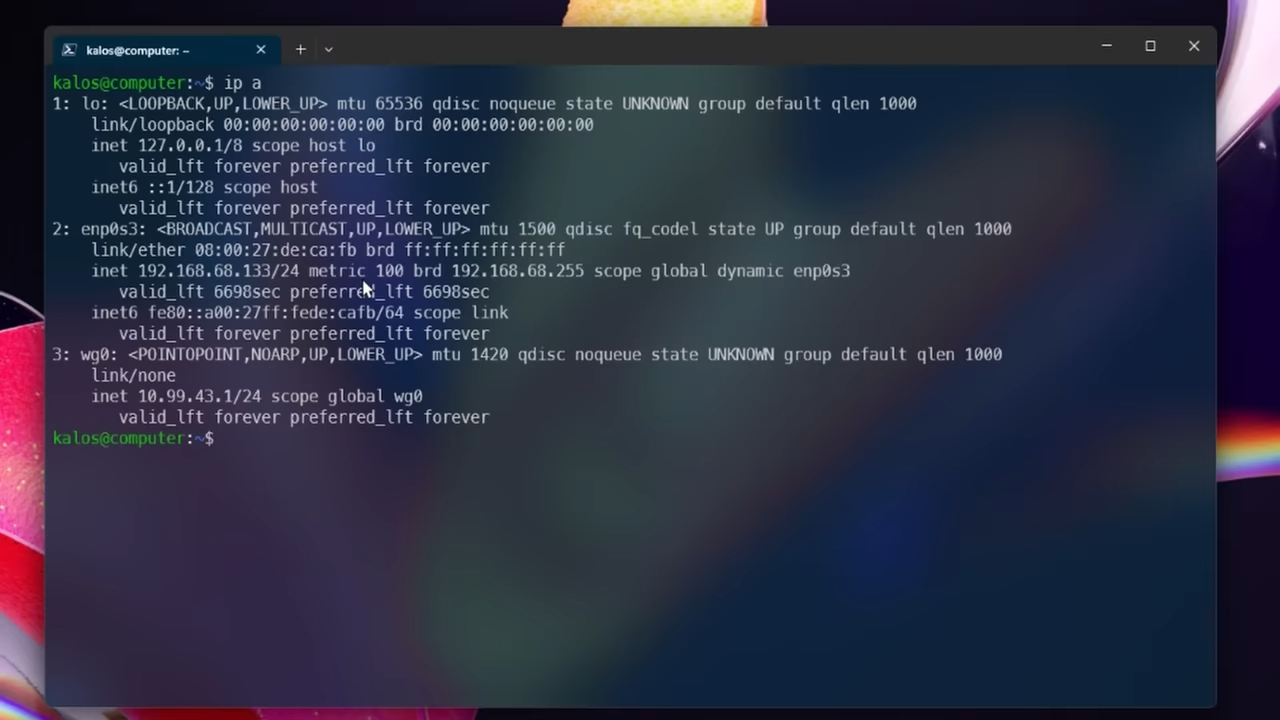 kalos@computer: ~
kalos@computer:~$ ip a
1: lo: <LOOPBACK,UP,LOWER_UP> mtu 65536 qdisc noqueue state UNKNOWN group default qlen 1000
link/loopback 00:00:00:00:00:00 brd 00:00:00:00:00:00
inet 127.0.0.1/8 scope host lo
valid_lft forever preferred_lft forever
inet6 ::1/128 scope host
valid_lft forever preferred_lft forever
2: enp0s3: <BROADCAST,MULTICAST,UP,LOWER_UP> mtu 1500 qdisc fq_codel state UP group default qlen 1000
link/ether 08:00:27:de:ca:fb brd ff:ff:ff:ff:ff:ff
inet 192.168.68.133/24 metric 100 brd 192.168.68.255 scope global dynamic enp0s3
valid_lft 6698sec preferred_lft 6698sec
inet6 fe80::a00:27ff:fede:cafb/64 scope link
valid_lft forever preferred_lft forever
3: wg0: <POINTOPOINT,NOARP,UP,LOWER_UP> mtu 1420 qdisc noqueue state UNKNOWN group default qlen 1000
link/none
inet 10.99.43.1/24 scope global wg0
valid_lft forever preferred_lft forever
kalos@computer:~$